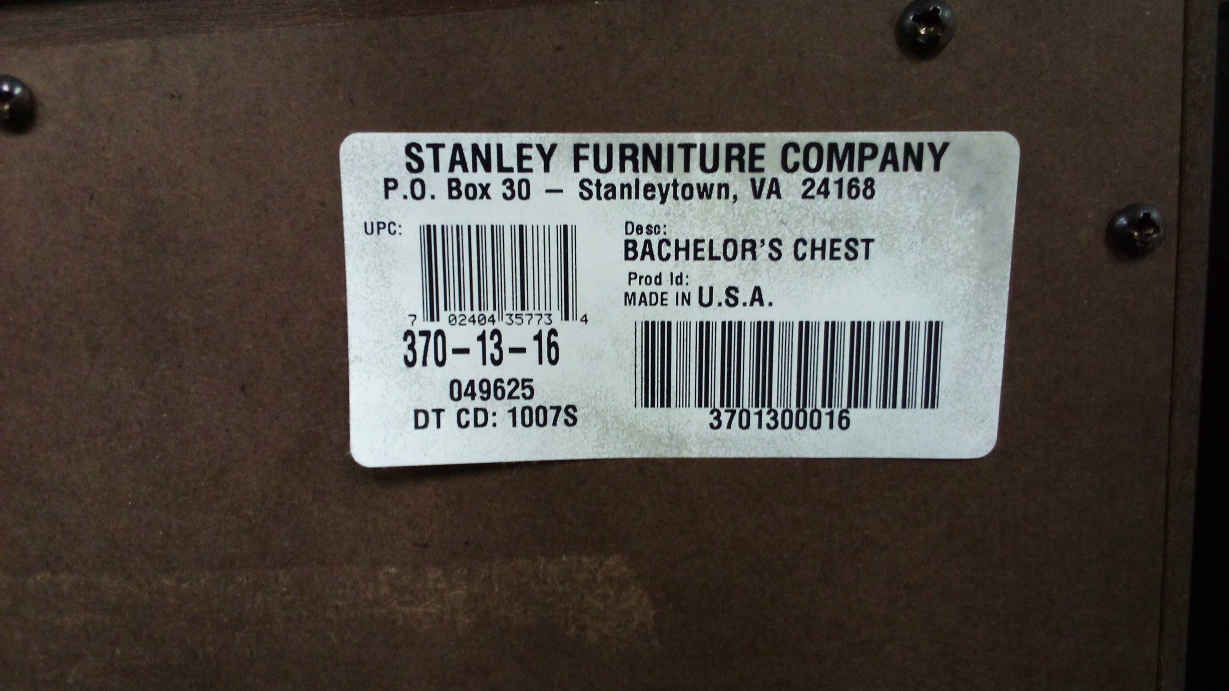 STANLEY FURNITURE COMPANY
P.O. Box 30 – Stanleytown, VA 24168
UPC:
7 02404 35773 4
370–13–16
049625
DT CD: 1007S
Desc:
BACHELOR'S CHEST
Prod Id:
MADE IN U.S.A.
3701300016